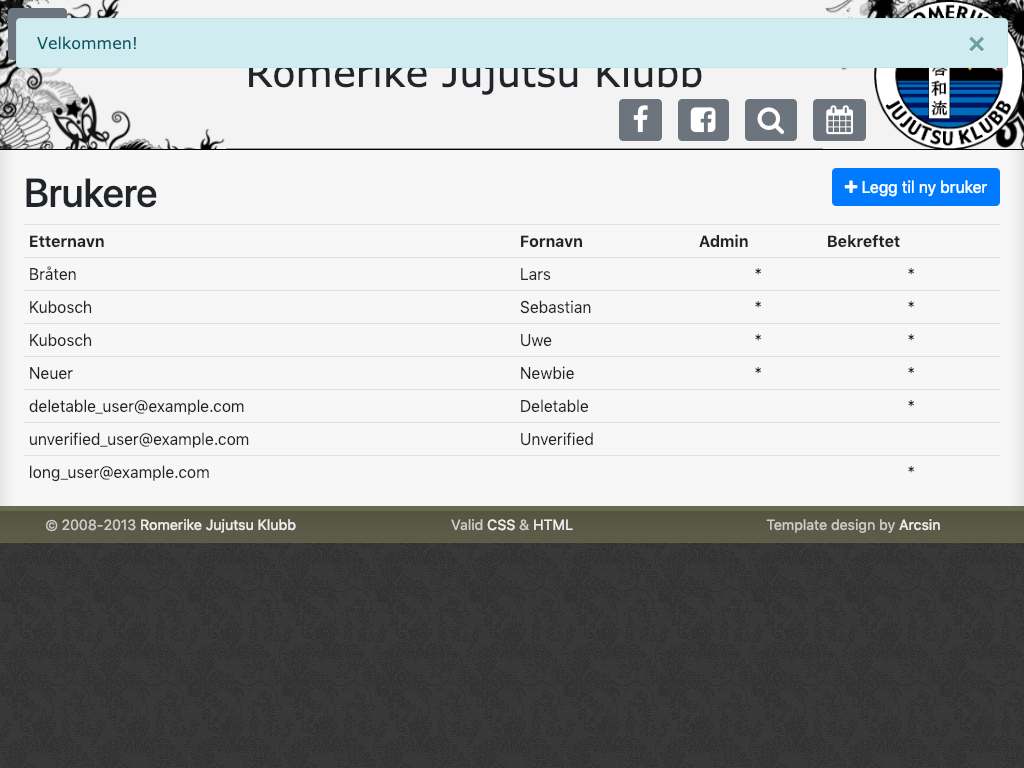 Velkommen!
×
Romerike Jujutsu Klubb
啓和流
JUJUTSU KLUBB
Brukere
Legg til ny bruker
Etternavn Fornavn Admin Bekreftet
Bråten Lars * *
Kubosch Sebastian * *
Kubosch Uwe * *
Neuer Newbie * *
deletable_user@example.com Deletable *
unverified_user@example.com Unverified
long_user@example.com *
© 2008-2013 Romerike Jujutsu Klubb Valid CSS & HTML Template design by Arcsin